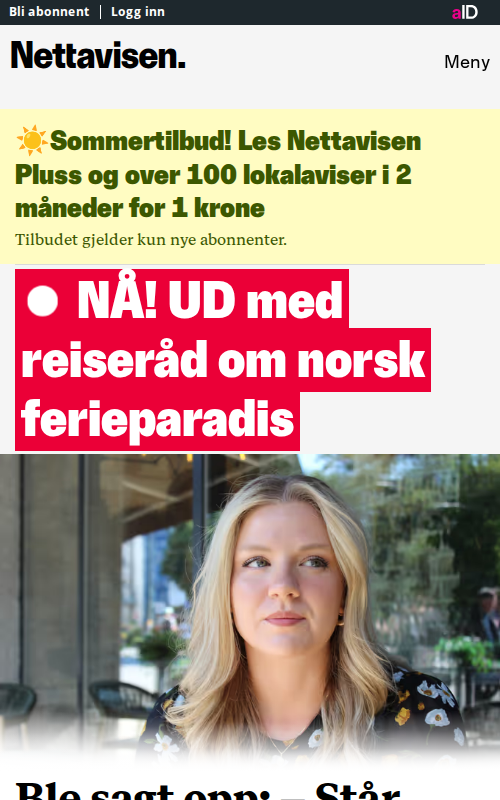 Bli abonnent | Logg inn
aID
Nettavisen.
Meny
Sommertilbud! Les Nettavisen
Pluss og over 100 lokalaviser i 2
måneder for 1 krone
Tilbudet gjelder kun nye abonnenter.
NÅ! UD med
reiseråd om norsk
ferieparadis
Ble sagt opp: – Står